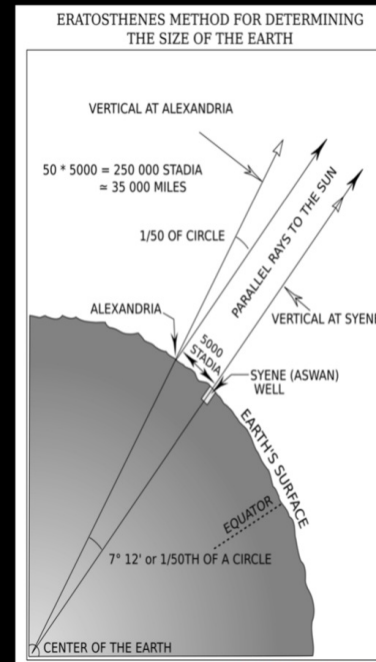 ERATOSTHENES METHOD FOR DETERMINING
THE SIZE OF THE EARTH
VERTICAL AT ALEXANDRIA
50 * 5000 = 250 000 STADIA
≃ 35 000 MILES
1/50 OF CIRCLE
PARALLEL RAYS TO THE SUN
ALEXANDRIA
VERTICAL AT SYENE
5000
STADIA
SYENE (ASWAN)
WELL
EARTH'S SURFACE
EQUATOR
7° 12' or 1/50TH OF A CIRCLE
CENTER OF THE EARTH